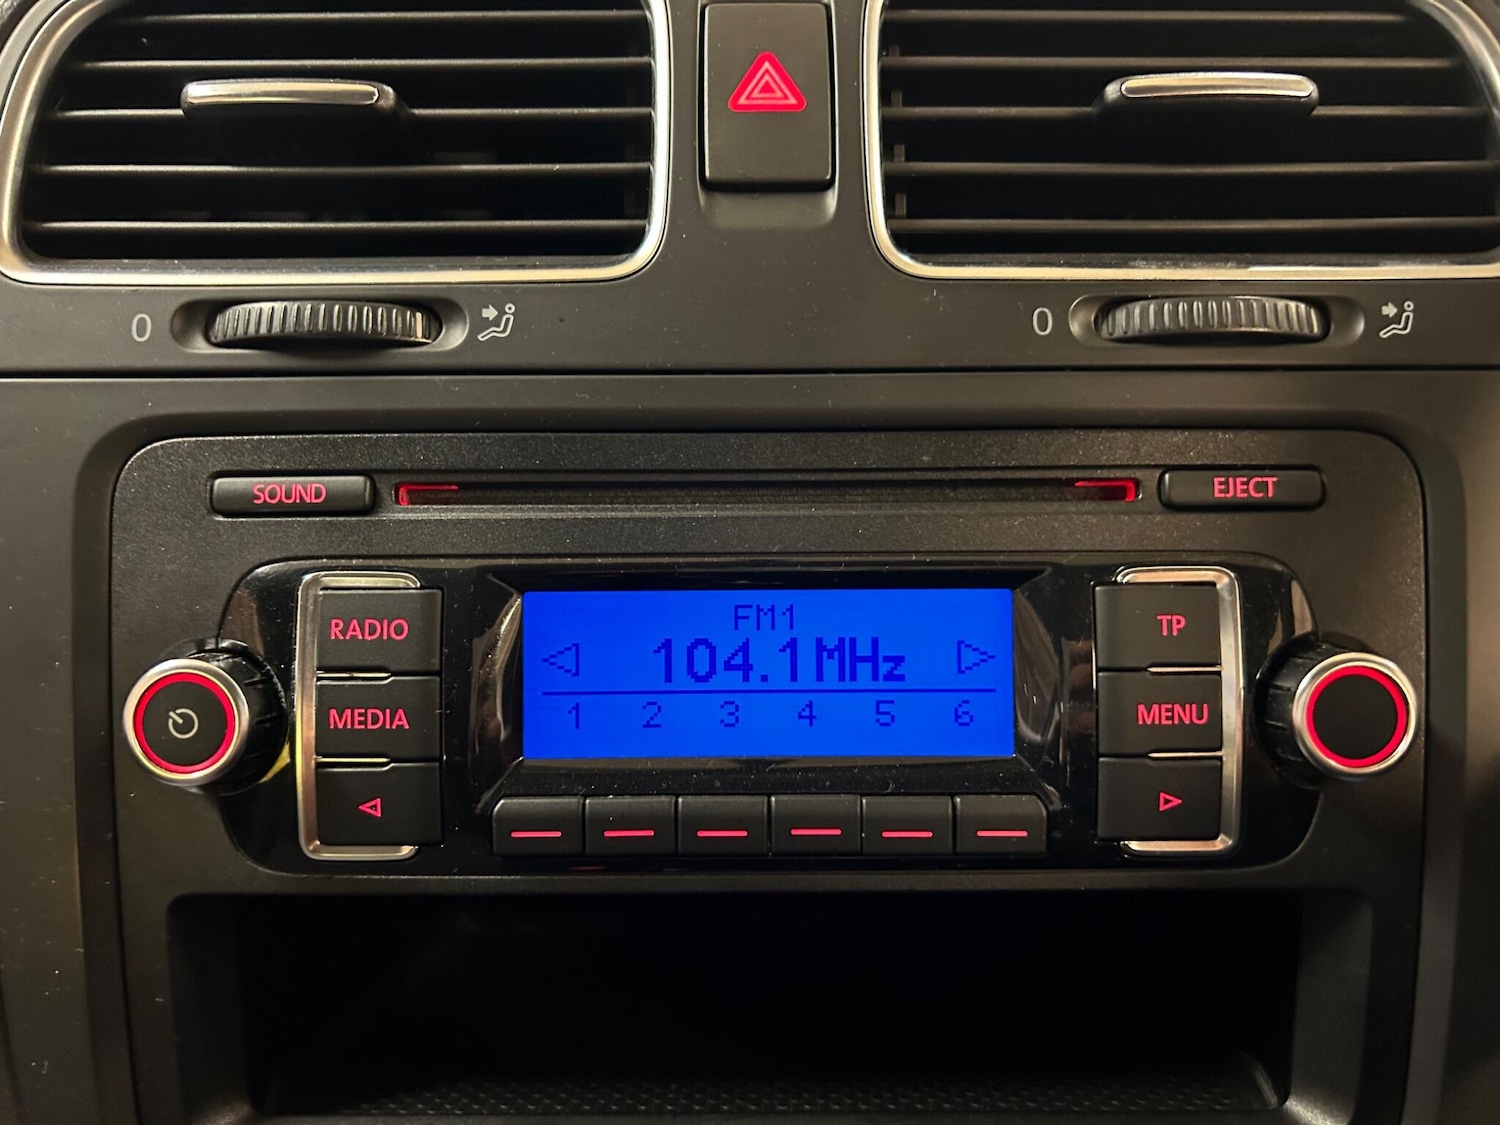 0
0
SOUND
EJECT
RADIO
FM1
TP
104.1MHz
MEDIA
1 2 3 4 5 6
MENU